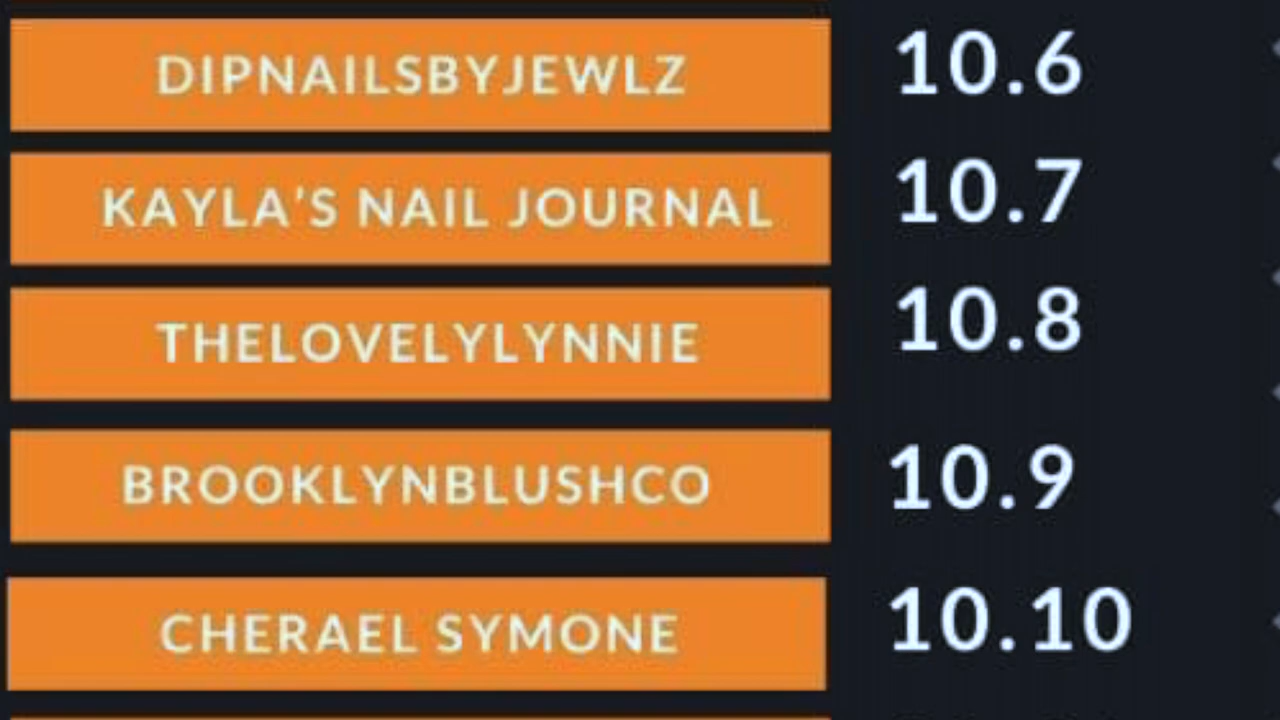 DIPNAILSBYJEWLZ 10.6
KAYLA'S NAIL JOURNAL 10.7
THELOVELYLYNNIE 10.8
BROOKLYNBLUSHCO 10.9
CHERAEL SYMONE 10.10